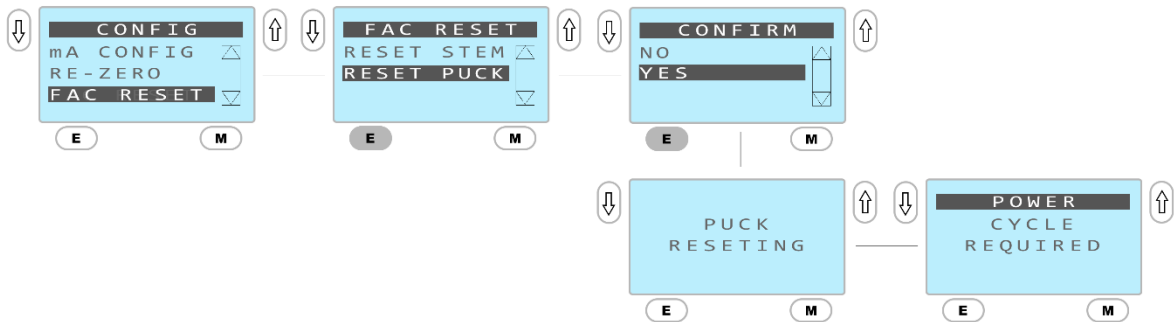 CONFIG
mA CONFIG
RE-ZERO
FAC RESET
E M
FAC RESET
RESET STEM
RESET PUCK
E M
CONFIRM
NO
YES
E M
PUCK
RESETING
E M
POWER
CYCLE
REQUIRED
E M